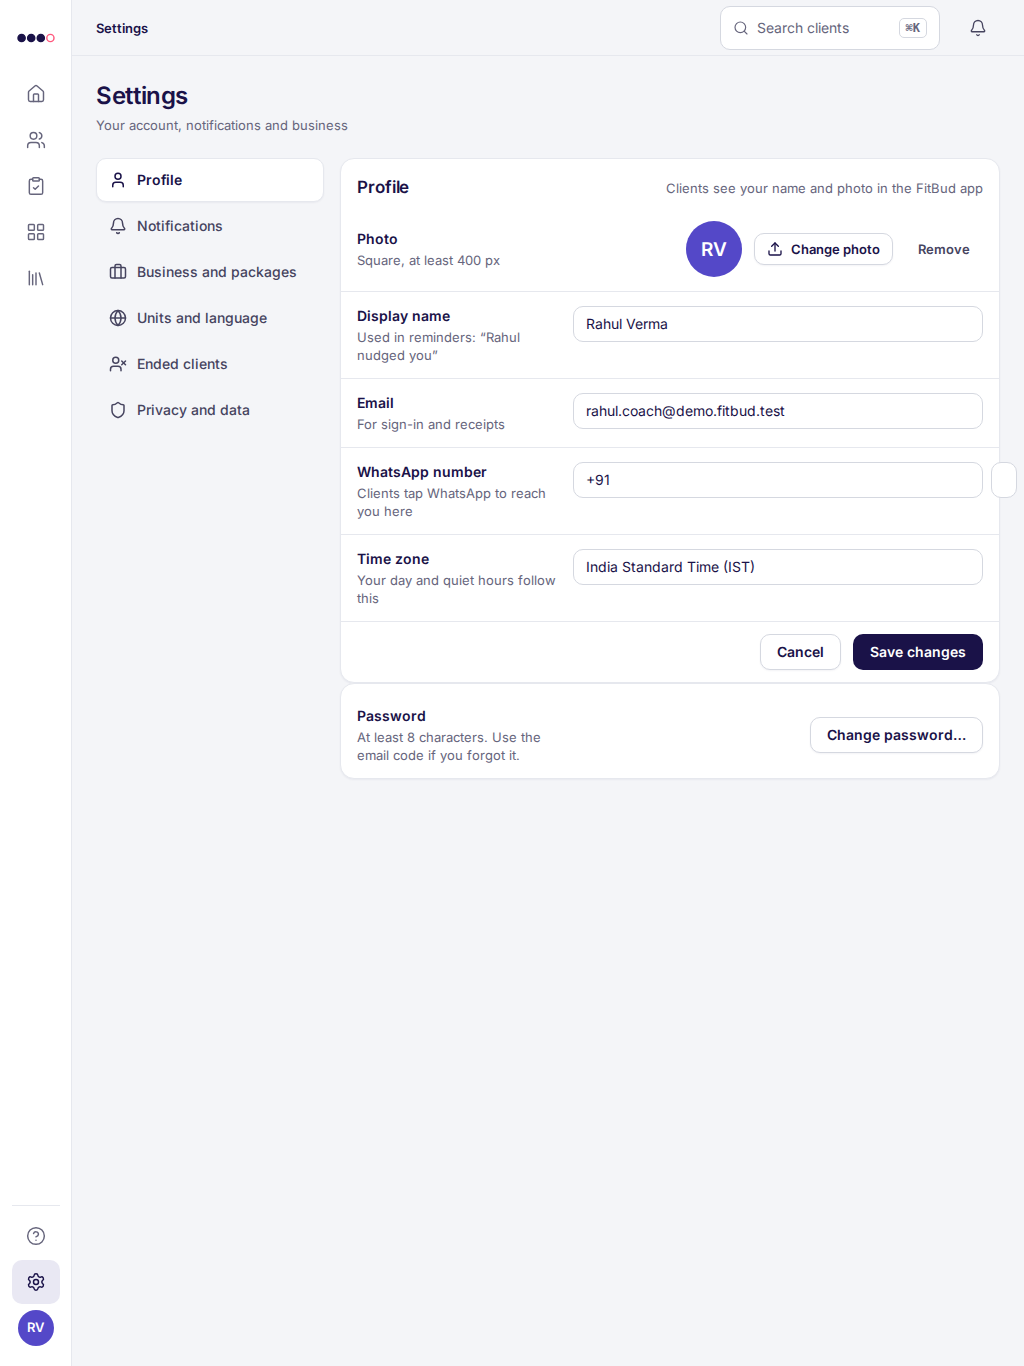 Settings
Search clients
⌘K
Settings
Your account, notifications and business
Profile
Notifications
Business and packages
Units and language
Ended clients
Privacy and data
Profile
Clients see your name and photo in the FitBud app
Photo
Square, at least 400 px
RV
Change photo
Remove
Display name
Used in reminders: “Rahul
nudged you”
Rahul Verma
Email
For sign-in and receipts
rahul.coach@demo.fitbud.test
WhatsApp number
Clients tap WhatsApp to reach
you here
+91
Time zone
Your day and quiet hours follow
this
India Standard Time (IST)
Cancel
Save changes
Password
At least 8 characters. Use the
email code if you forgot it.
Change password...
RV